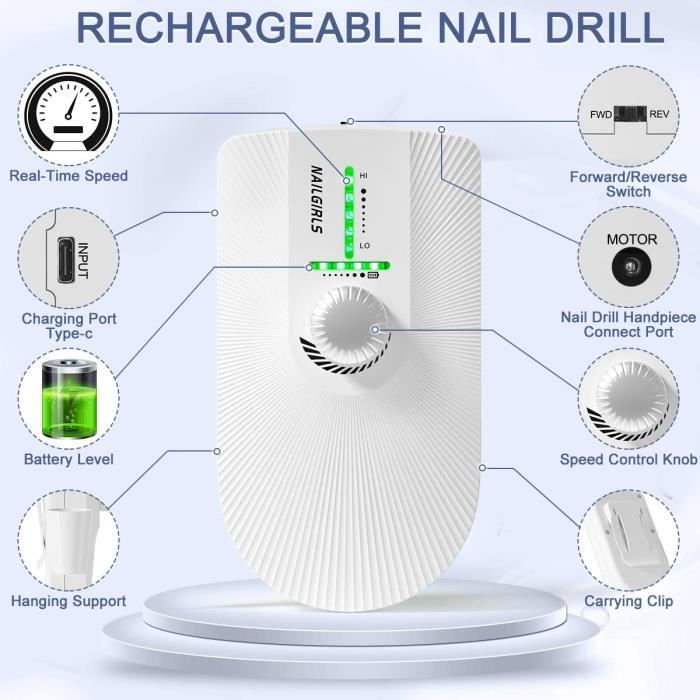 RECHARGEABLE NAIL DRILL
Real-Time Speed
FWD
REV
Forward/Reverse
Switch
NAILGIRLS
HI
LO
INPUT
Charging Port
Type-c
MOTOR
Nail Drill Handpiece
Connect Port
Battery Level
Speed Control Knob
Hanging Support
Carrying Clip